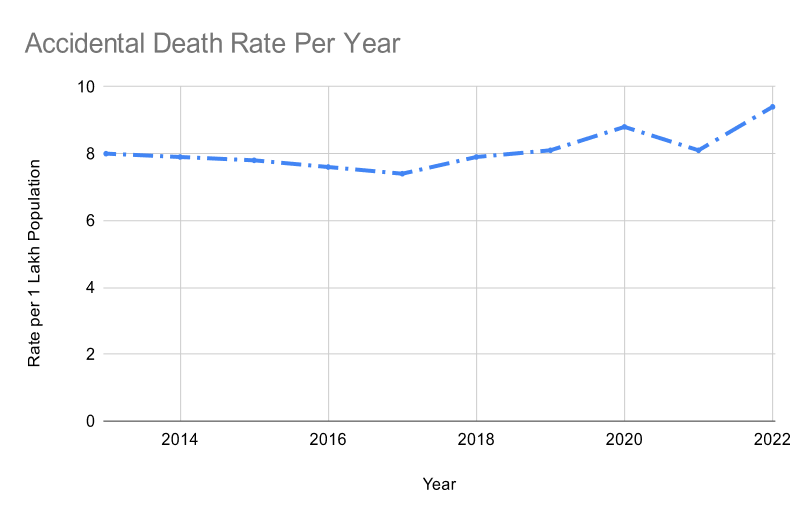 Accidental Death Rate Per Year
Rate per 1 Lakh Population
10
8
6
4
2
0
2014 2016 2018 2020 2022
Year